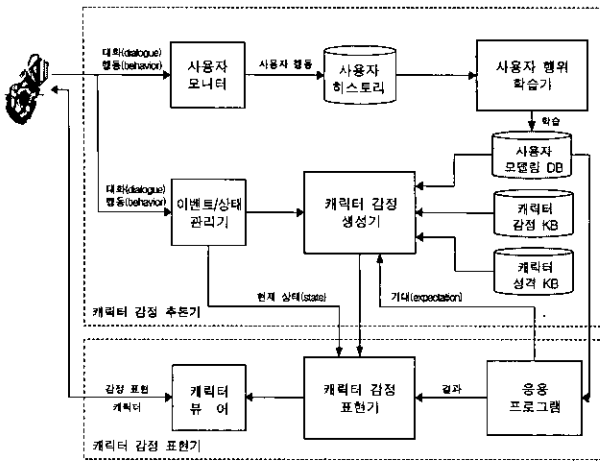 대화(dialogue)
행동(behavior)
사용자
모니터
사용자 행동
사용자
히스토리
사용자 행위
학습기
학습
사용자
모델링 DB
대화(dialogue)
행동(behavior)
이벤트/상태
관리기
캐릭터 감정
생성기
캐릭터
감정 KB
캐릭터
성격 KB
현재 상태(state)
기대(expectation)
캐릭터 감정 추론기
감정 표현
캐릭터
캐릭터
뷰 어
캐릭터 감정
표현기
결과
응용
프로그램
캐릭터 감정 표현기